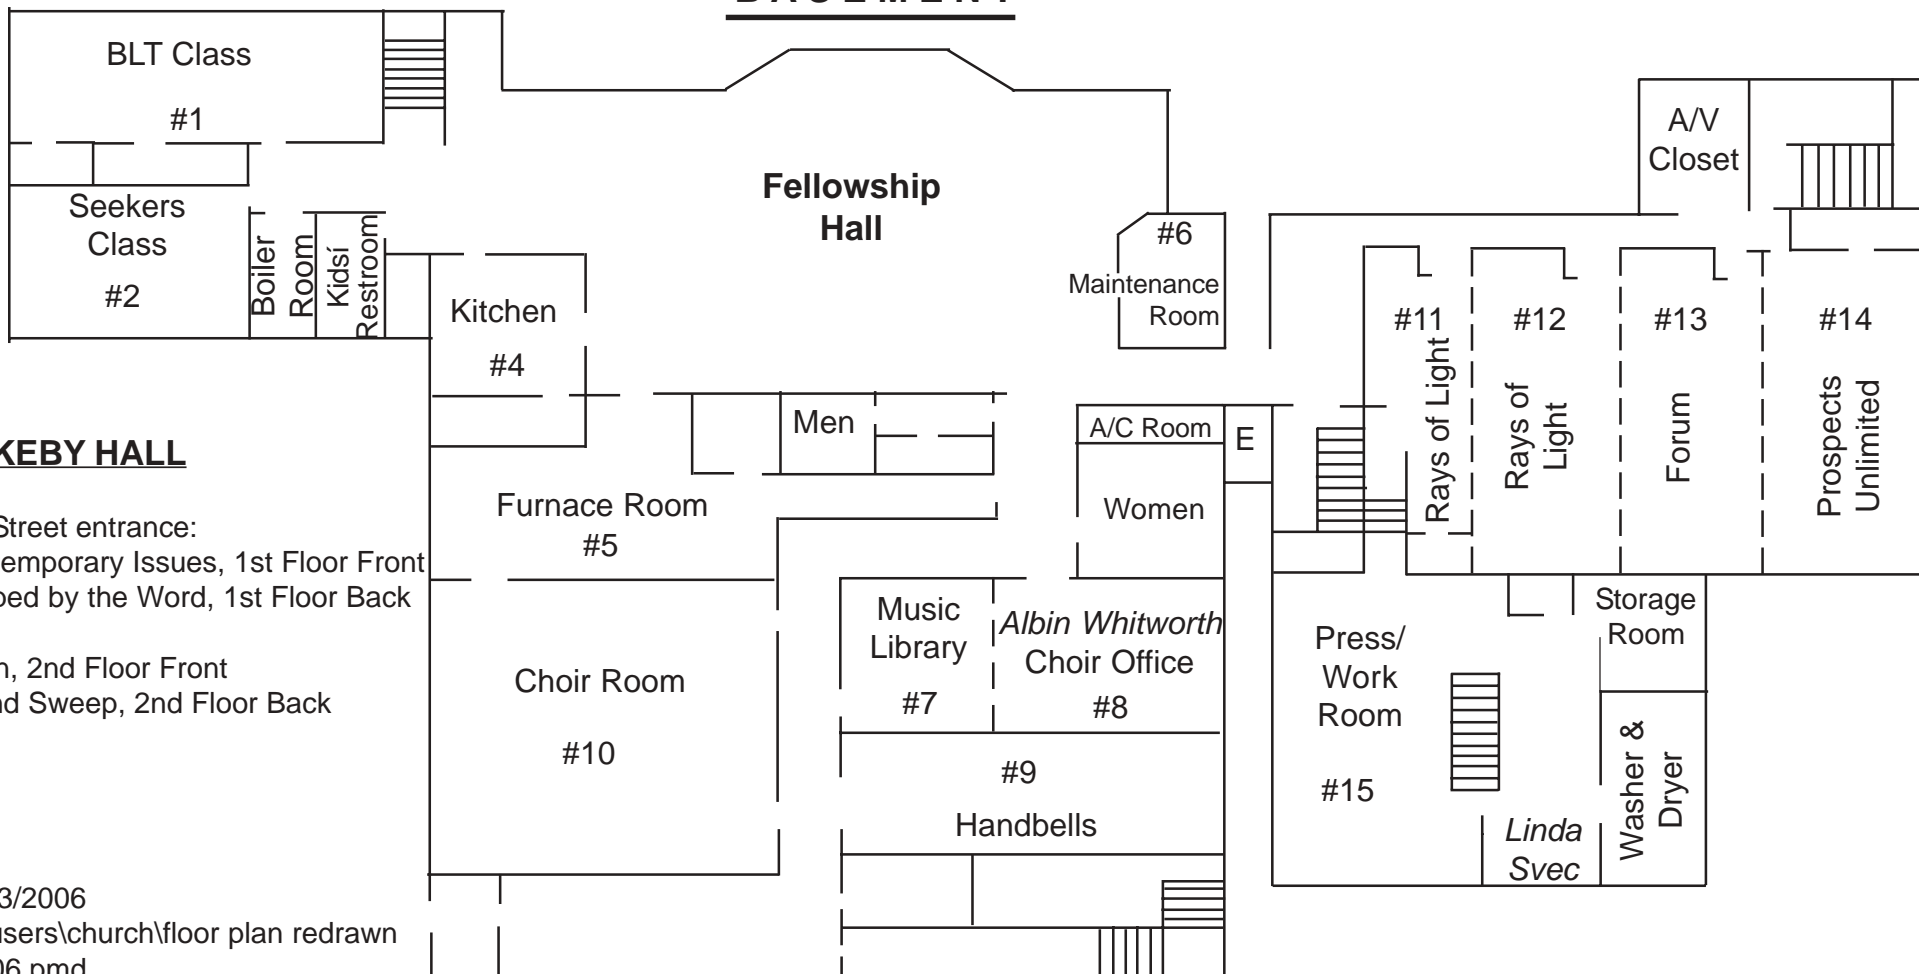 BASEMENT
BLT Class
#1
Seekers
Class
#2
Boiler
Room
Kidsí
Restroom
Kitchen
#4
Fellowship
Hall
#6
Maintenance
Room
A/V
Closet
#11
Rays of Light
#12
Rays of
Light
#13
Forum
#14
Prospects
Unlimited
Men
A/C Room
E
Women
Furnace Room
#5
KEBY HALL
Street entrance:
emporary Issues, 1st Floor Front
ped by the Word, 1st Floor Back
n, 2nd Floor Front
nd Sweep, 2nd Floor Back
Choir Room
#10
Music
Library
#7
Albin Whitworth
Choir Office
#8
#9
Handbells
Press/
Work
Room
#15
Storage
Room
Washer &
Dryer
Linda
Svec
3/2006
users\church\floor plan redrawn
06.pmd